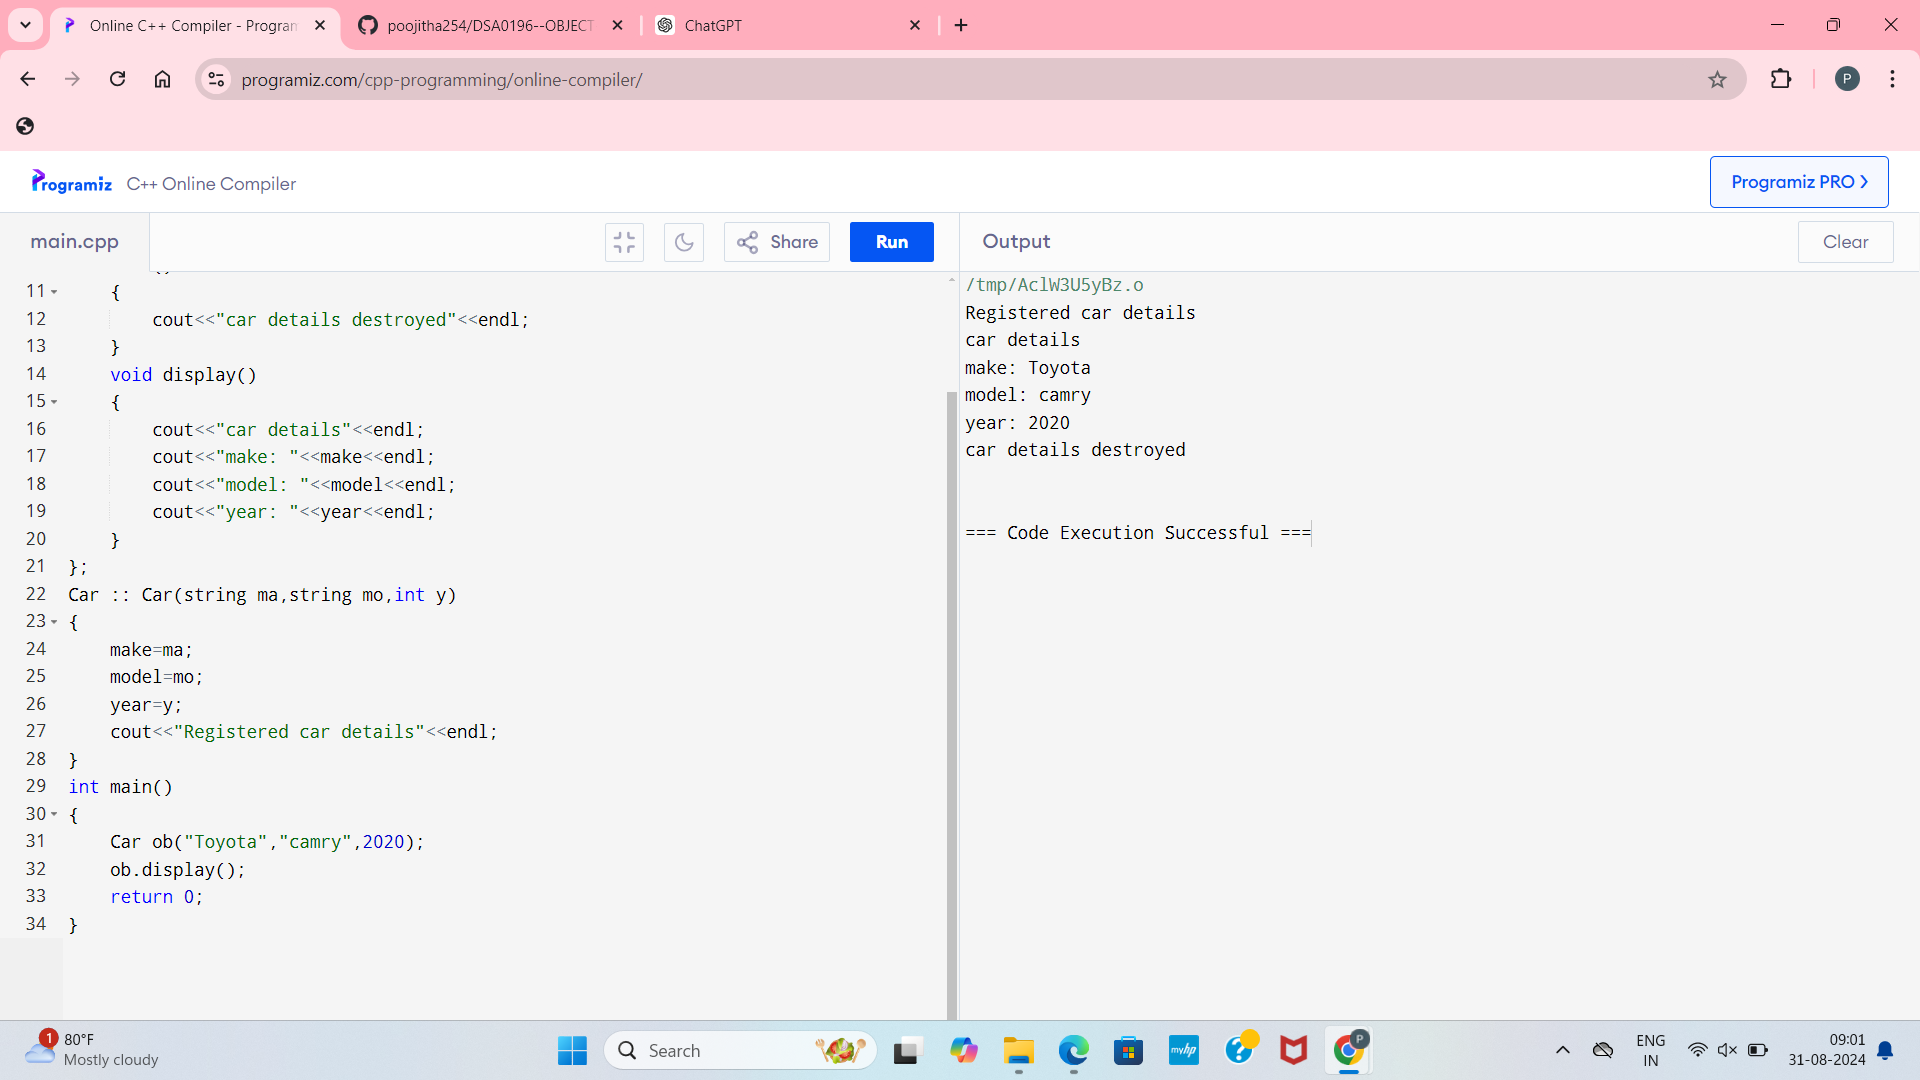 Online C++ Compiler - Program
poojitha254/DSA0196--OBJECT
ChatGPT
programiz.com/cpp-programming/online-compiler/
P
Programiz
C++ Online Compiler
Programiz PRO
main.cpp
Share
Run
Output
Clear
11 {
12 cout<<"car details destroyed"<<endl;
13 }
14 void display()
15 {
16 cout<<"car details"<<endl;
17 cout<<"make: "<<make<<endl;
18 cout<<"model: "<<model<<endl;
19 cout<<"year: "<<year<<endl;
20 }
21 };
22 Car :: Car(string ma,string mo,int y)
23 {
24 make=ma;
25 model=mo;
26 year=y;
27 cout<<"Registered car details"<<endl;
28 }
29 int main()
30 {
31 Car ob("Toyota","camry",2020);
32 ob.display();
33 return 0;
34 }
/tmp/AclW3U5yBz.o
Registered car details
car details
make: Toyota
model: camry
year: 2020
car details destroyed
=== Code Execution Successful ===
1
80°F
Mostly cloudy
Search
myhp
P
ENG
IN
09:01
31-08-2024